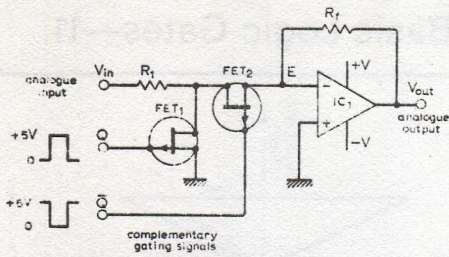 Rf
FET2
Vin
R1
E
+V
Vout
analogue
input
FET1
IC1
analogue
output
+5V
0
Q
-V
+5V
0
Q̄
complementary
gating signals